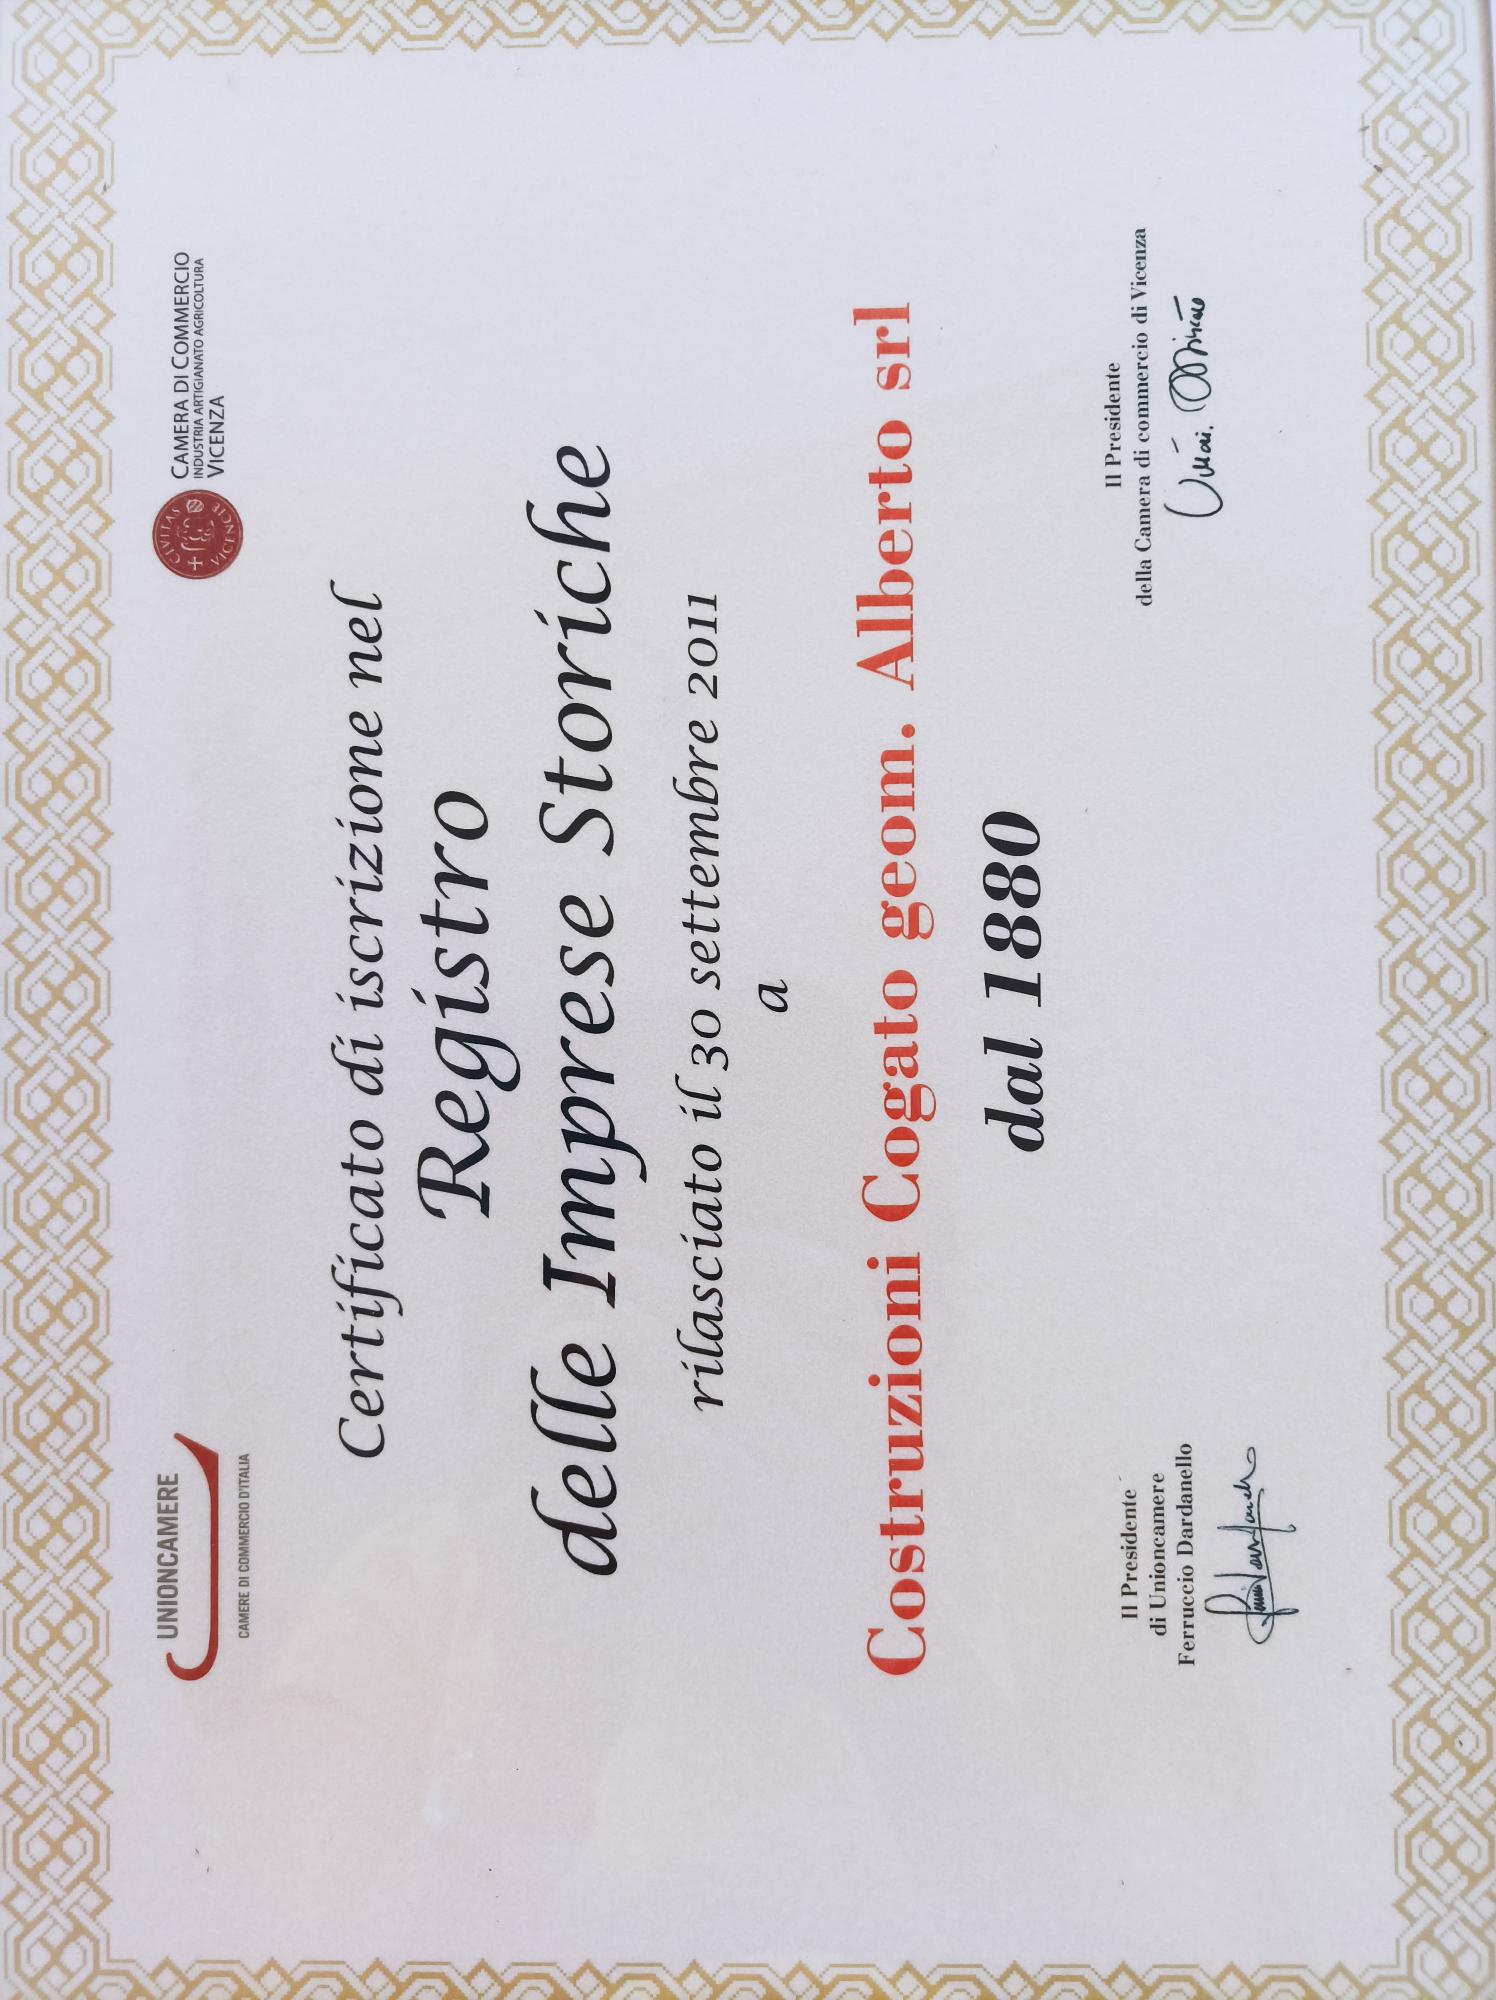 UNIONCAMERE
CAMERE DI COMMERCIO D'ITALIA
CIVITAS VICENCIE
CAMERA DI COMMERCIO
INDUSTRIA ARTIGIANATO AGRICOLTURA
VICENZA
Certificato di iscrizione nel
Registro
delle Imprese Storiche
rilasciato il 30 settembre 2011
a
Costruzioni Cogato geom. Alberto srl
dal 1880
Il Presidente
di Unioncamere
Ferruccio Dardanello
Il Presidente
della Camera di commercio di Vicenza